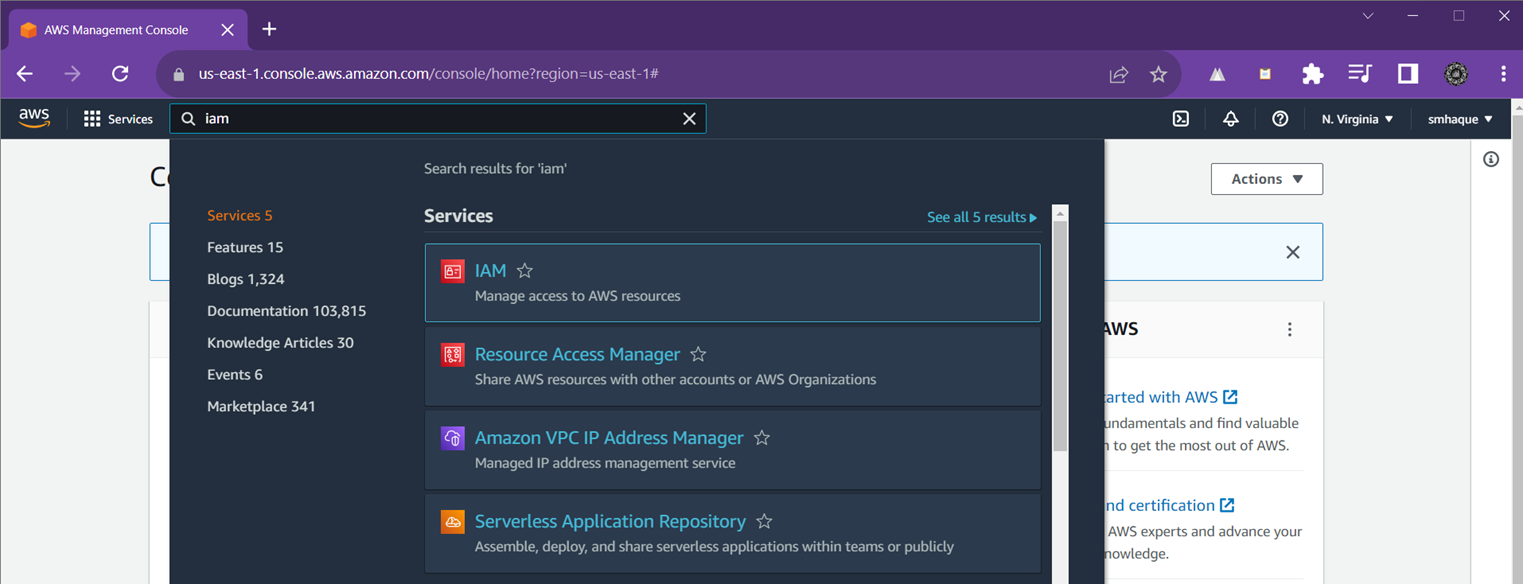 AWS Management Console
us-east-1.console.aws.amazon.com/console/home?region=us-east-1#
aws
Services
iam
N. Virginia
smhaque
Search results for 'iam'
Actions
Services 5
Features 15
Blogs 1,324
Documentation 103,815
Knowledge Articles 30
Events 6
Marketplace 341
Services
See all 5 results
IAM
Manage access to AWS resources
Resource Access Manager
Share AWS resources with other accounts or AWS Organizations
Amazon VPC IP Address Manager
Managed IP address management service
Serverless Application Repository
Assemble, deploy, and share serverless applications within teams or publicly
AWS
with AWS
and find valuable
to get the most out of AWS.
certification
AWS experts and advance your